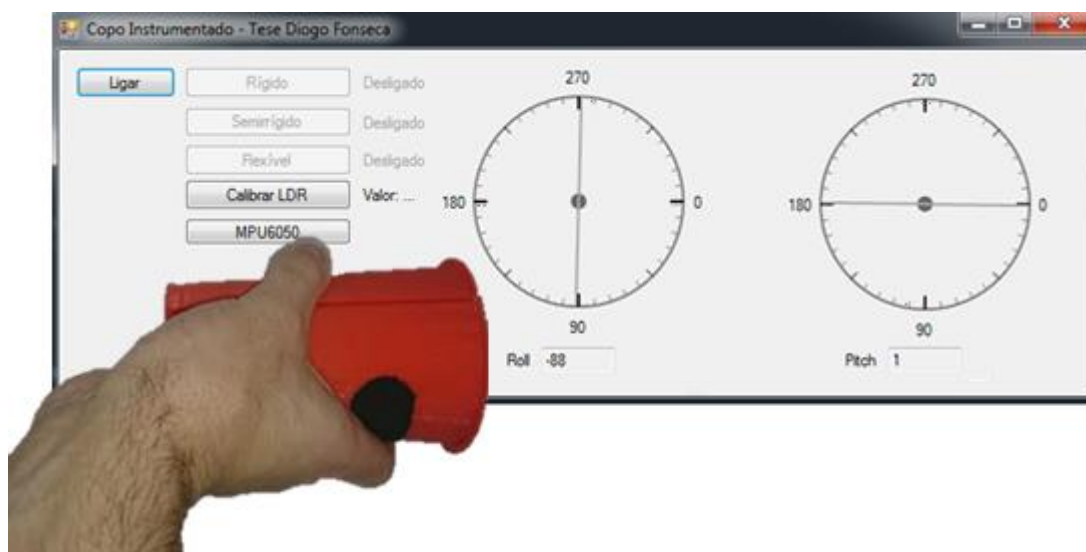 Copo Instrumentado - Tese Diogo Fonseca
Ligar Rígido Desligado
Semirrígido Desligado
Flexível Desligado
Calibrar LDR Valor: ...
MPU6050
270
180 0
90
Roll -88
270
180 0
90
Pitch 1